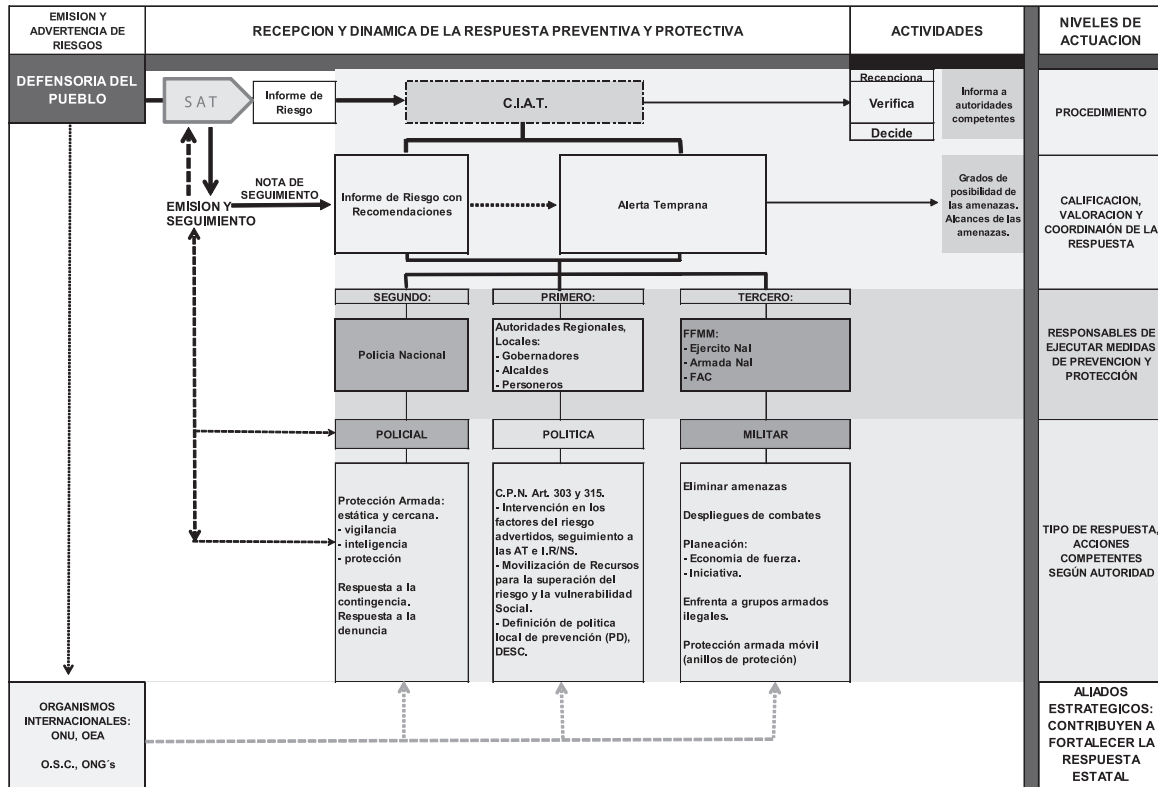 EMISION Y
ADVERTENCIA DE
RIESGOS
RECEPCION Y DINAMICA DE LA RESPUESTA PREVENTIVA Y PROTECTIVA
ACTIVIDADES
NIVELES DE
ACTUACION
DEFENSORIA DEL
PUEBLO
SAT
Informe de
Riesgo
C.I.A.T.
Recepciona
Verifica
Decide
Informa a
autoridades
competentes
PROCEDIMIENTO
EMISION Y
SEGUIMIENTO
NOTA DE
SEGUIMIENTO
Informe de Riesgo con
Recomendaciones
Alerta Temprana
Grados de
posibilidad de
las amenazas.
Alcances de las
amenazas.
CALIFICACION,
VALORACION Y
COORDINAIÓN DE LA
RESPUESTA
SEGUNDO:
PRIMERO:
TERCERO:
Policia Nacional
Autoridades Regionales,
Locales:
- Gobernadores
- Alcaldes
- Personeros
FFMM:
- Ejercito Nal
- Armada Nal
- FAC
RESPONSABLES DE
EJECUTAR MEDIDAS
DE PREVENCION Y
PROTECCIÓN
POLICIAL
POLITICA
MILITAR
Protección Armada:
estática y cercana.
- vigilancia
- inteligencia
- protección
Respuesta a la
contingencia.
Respuesta a la
denuncia
C.P.N. Art. 303 y 315.
- Intervención en los
factores del riesgo
advertidos, seguimiento a
las AT e I.R/NS.
- Movilización de Recursos
para la superación del
riesgo y la vulnerabilidad
Social.
- Definición de política
local de prevención (PD),
DESC.
Eliminar amenazas
Despliegues de combates
Planeación:
- Economía de fuerza.
- Iniciativa.
Enfrenta a grupos armados
ilegales.
Protección armada móvil
(anillos de proteción)
TIPO DE RESPUESTA,
ACCIONES
COMPETENTES
SEGÚN AUTORIDAD
ORGANISMOS
INTERNACIONALES:
ONU, OEA
O.S.C., ONG´s
ALIADOS
ESTRATEGICOS:
CONTRIBUYEN A
FORTALECER LA
RESPUESTA
ESTATAL